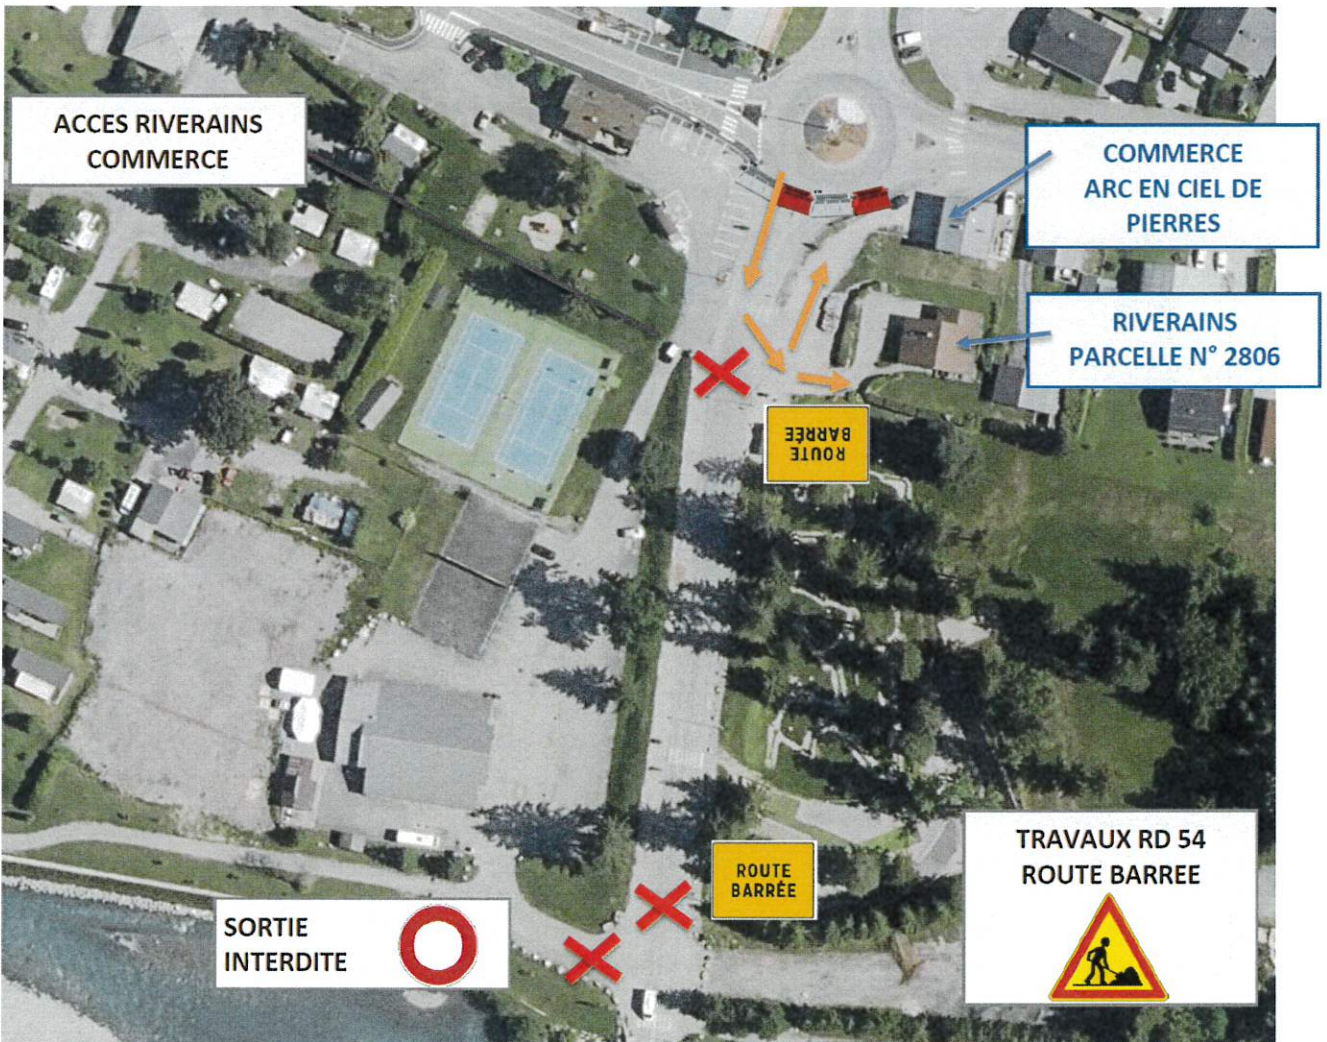 ACCES RIVERAINS
COMMERCE
COMMERCE
ARC EN CIEL DE
PIERRES
RIVERAINS
PARCELLE N° 2806
ROUTE
BARRÉE
ROUTE
BARRÉE
SORTIE
INTERDITE
TRAVAUX RD 54
ROUTE BARREE